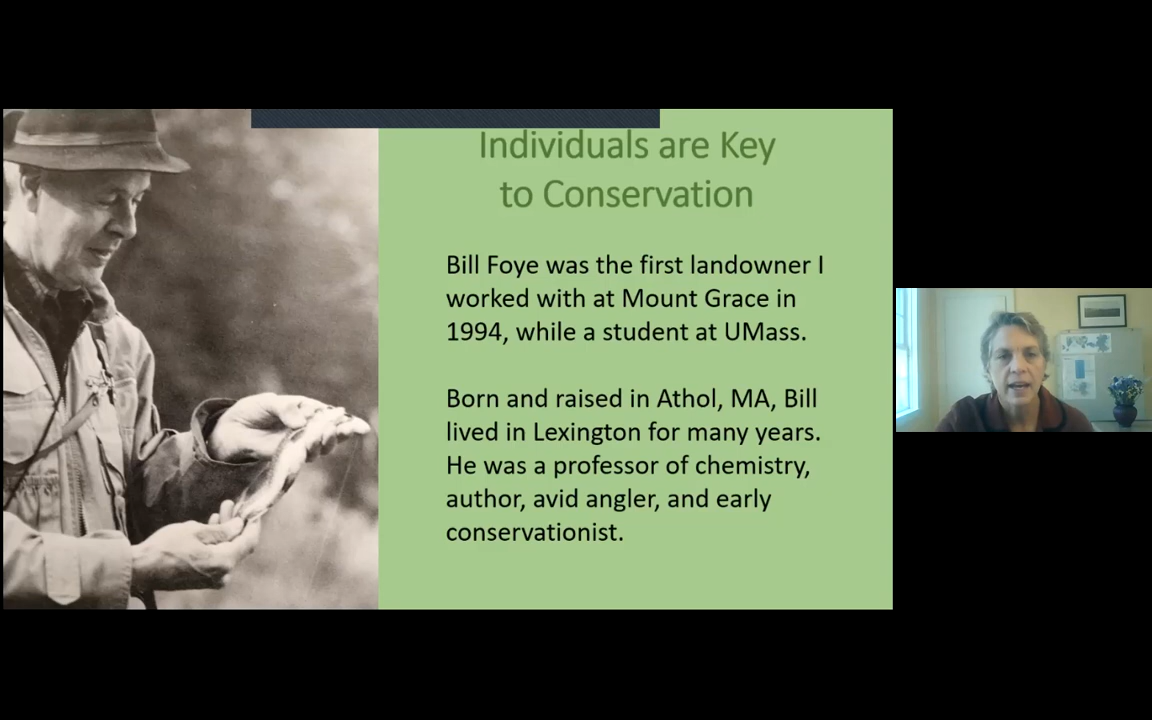 Individuals are Key
to Conservation
Bill Foye was the first landowner I
worked with at Mount Grace in
1994, while a student at UMass.
Born and raised in Athol, MA, Bill
lived in Lexington for many years.
He was a professor of chemistry,
author, avid angler, and early
conservationist.